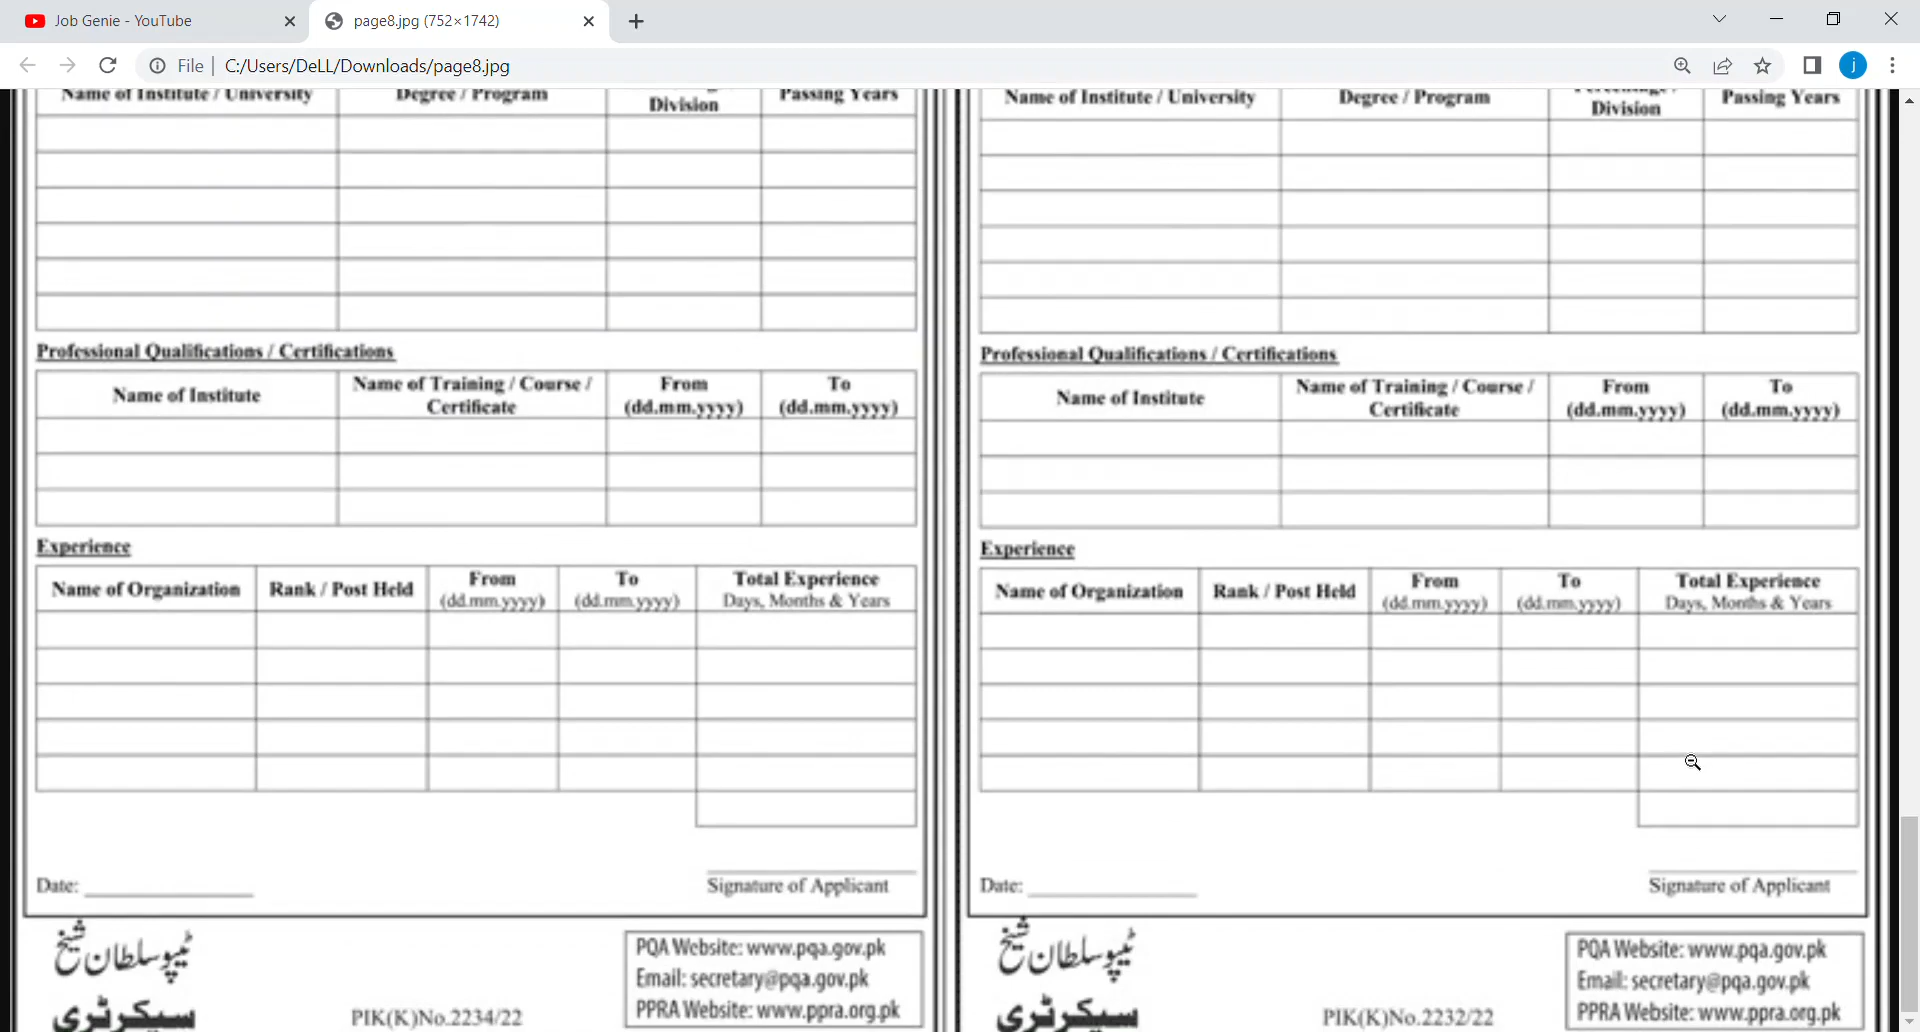 Job Genie - YouTube
page8.jpg (752×1742)
File
C:/Users/DeLL/Downloads/page8.jpg
j
Name of Institute / University
Degree / Program
Division
Passing Years
Professional Qualifications / Certifications
Name of Institute
Name of Training / Course /
Certificate
From
(dd.mm.yyyy)
To
(dd.mm.yyyy)
Experience
Name of Organization
Rank / Post Held
From
(dd.mm.yyyy)
To
(dd.mm.yyyy)
Total Experience
Days, Months & Years
Date:
Signature of Applicant
ٹیپو سلطان شیخ
سیکرٹری
PIK(K)No.2234/22
PQA Website: www.pqa.gov.pk
Email: secretary@pqa.gov.pk
PPRA Website: www.ppra.org.pk
Name of Institute / University
Degree / Program
Percentage /
Division
Passing Years
Professional Qualifications / Certifications
Name of Institute
Name of Training / Course /
Certificate
From
(dd.mm.yyyy)
To
(dd.mm.yyyy)
Experience
Name of Organization
Rank / Post Held
From
(dd.mm.yyyy)
To
(dd.mm.yyyy)
Total Experience
Days, Months & Years
Date:
Signature of Applicant
ٹیپو سلطان شیخ
سیکرٹری
PIK(K)No.2232/22
PQA Website: www.pqa.gov.pk
Email: secretary@pqa.gov.pk
PPRA Website: www.ppra.org.pk